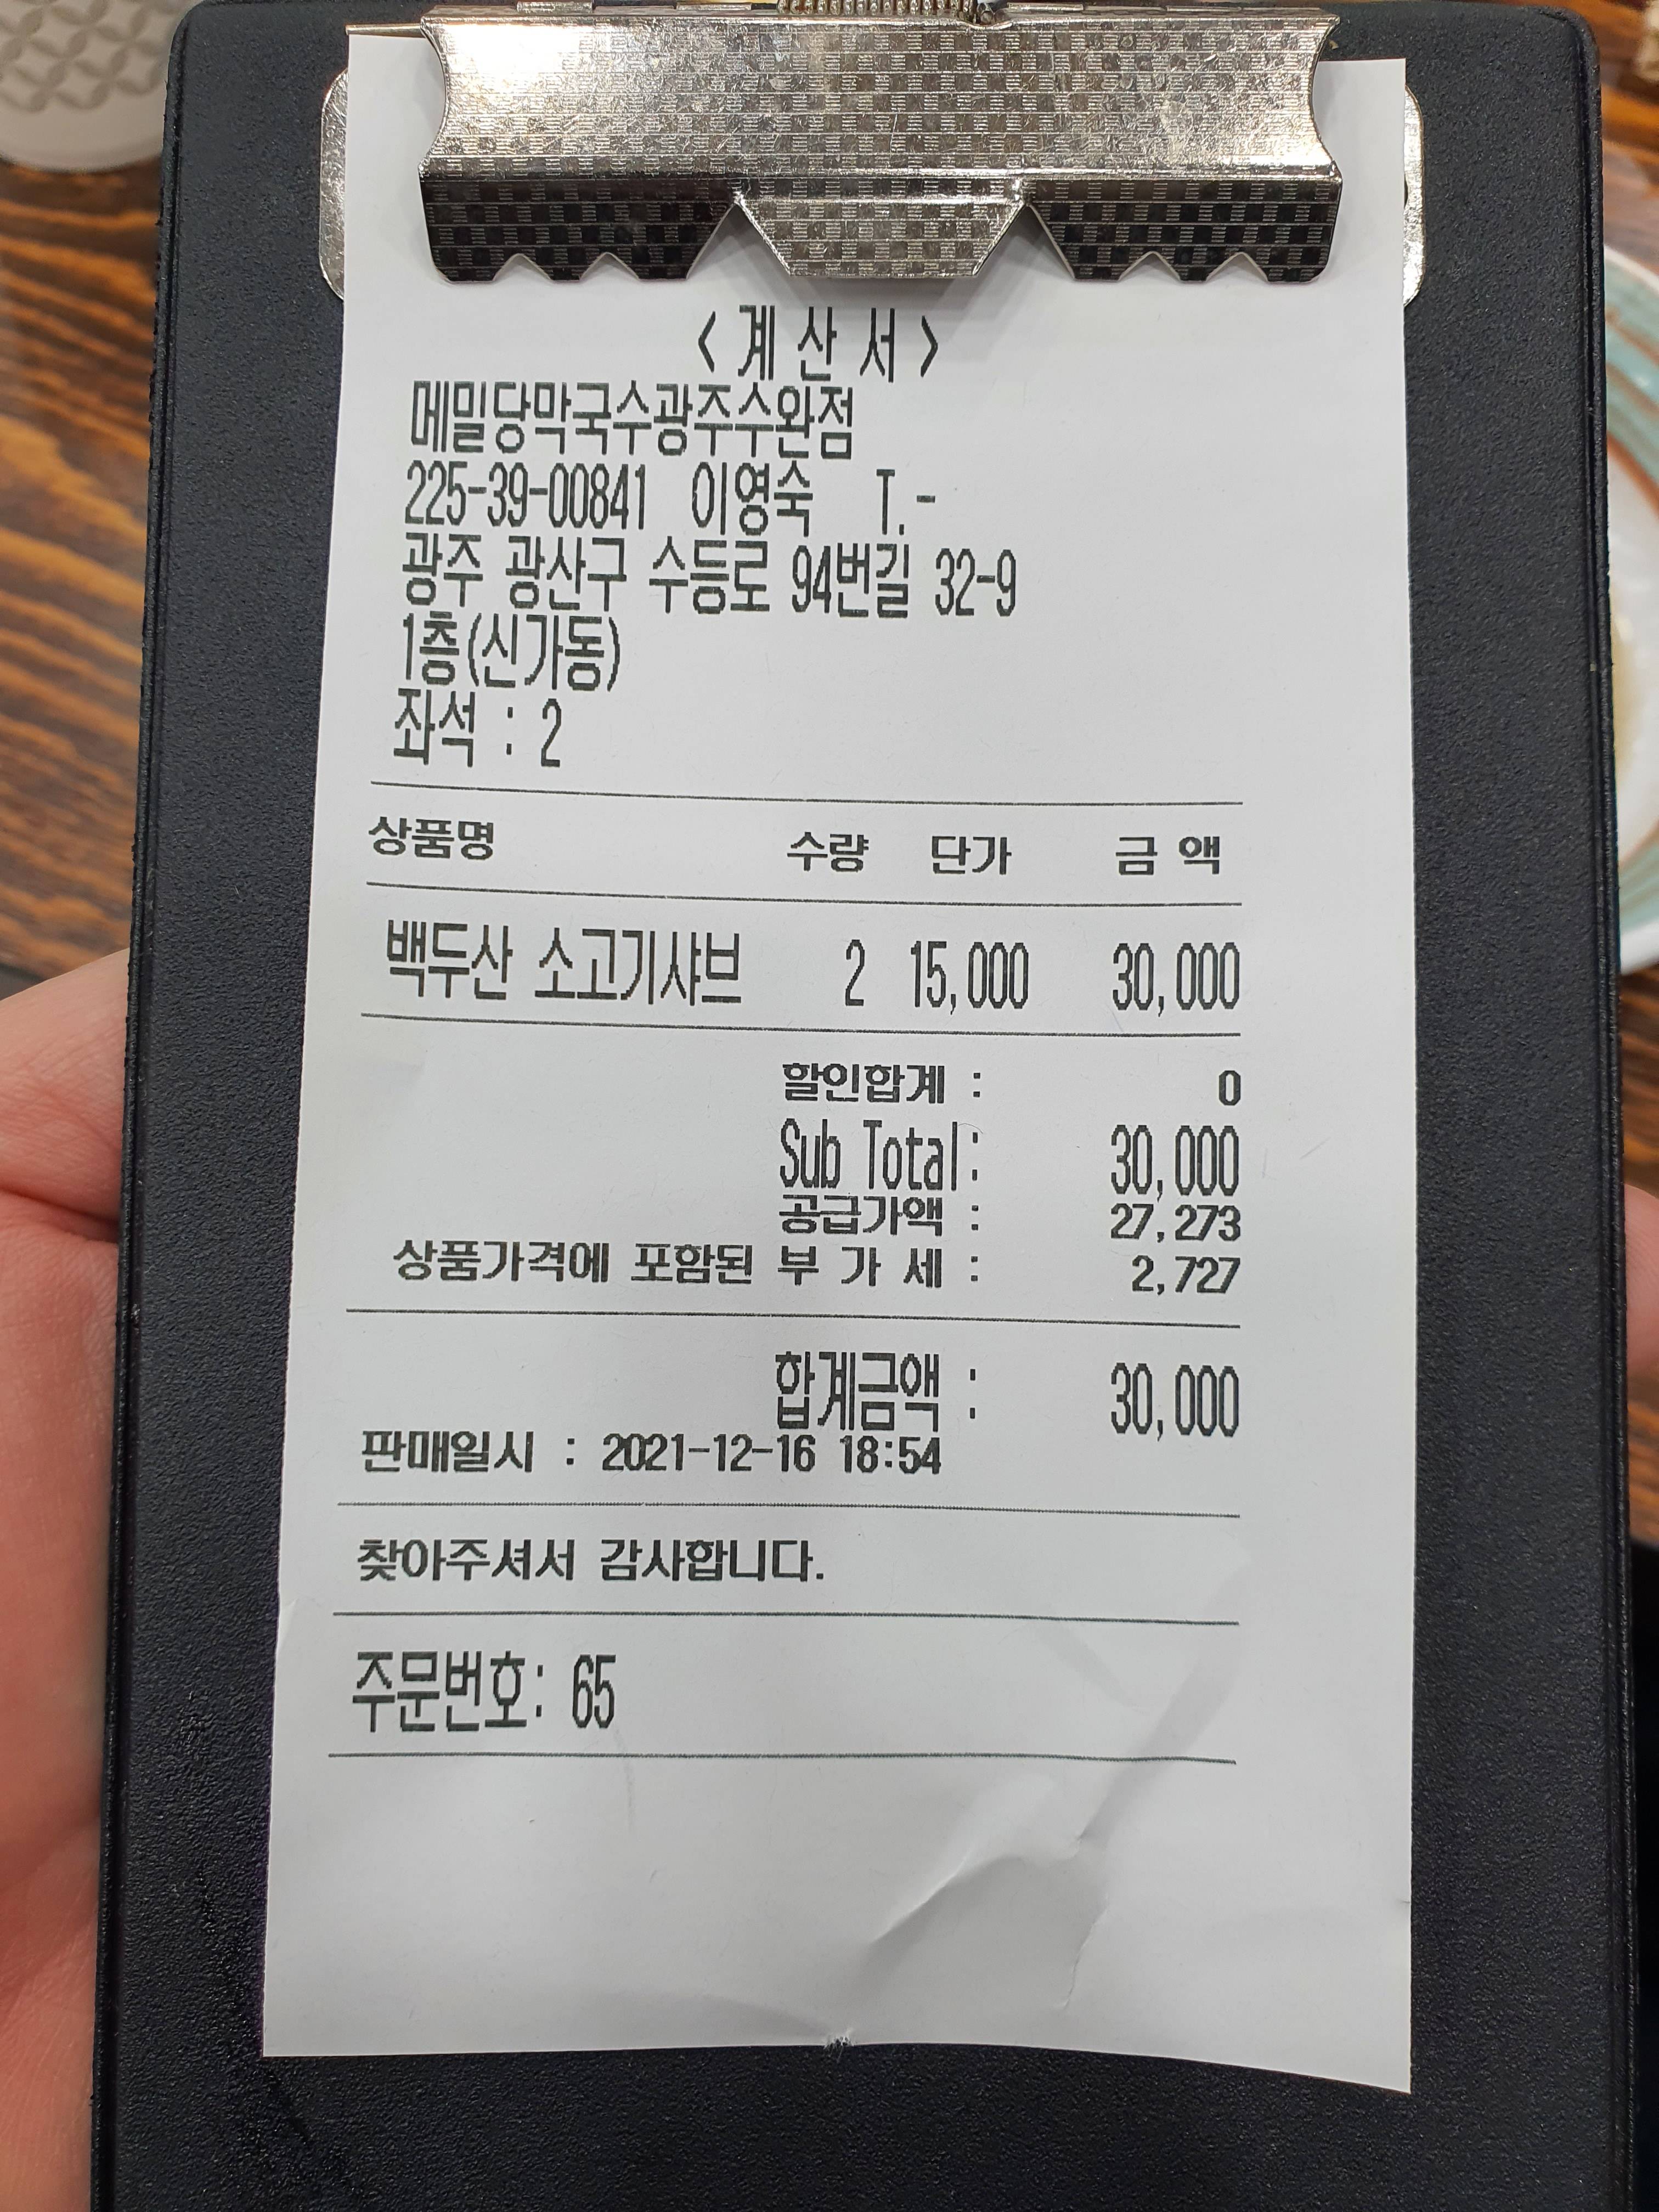 <계산서>
메밀당막국수광주수완점
225-39-00841 이영숙 T.-
광주 광산구 수등로 94번길 32-9
1층(신가동)
좌석 : 2
상품명 수량 단가 금 액
백두산 소고기샤브 2 15,000 30,000
할인합계 : 0
Sub Total: 30,000
공급가액 : 27,273
상품가격에 포함된 부 가 세 : 2,727
합계금액 : 30,000
판매일시 : 2021-12-16 18:54
찾아주셔서 감사합니다.
주문번호: 65